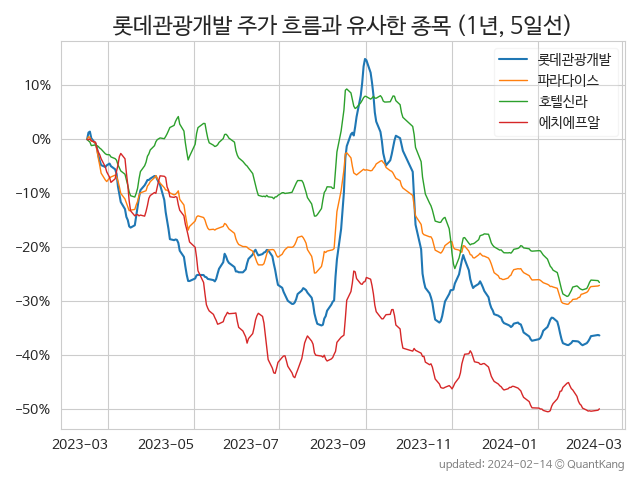 롯데관광개발 주가 흐름과 유사한 종목 (1년, 5일선)
롯데관광개발
파라다이스
호텔신라
에치에프알
10%
0%
−10%
−20%
−30%
−40%
−50%
2023-03 2023-05 2023-07 2023-09 2023-11 2024-01 2024-03
updated: 2024-02-14 © QuantKang